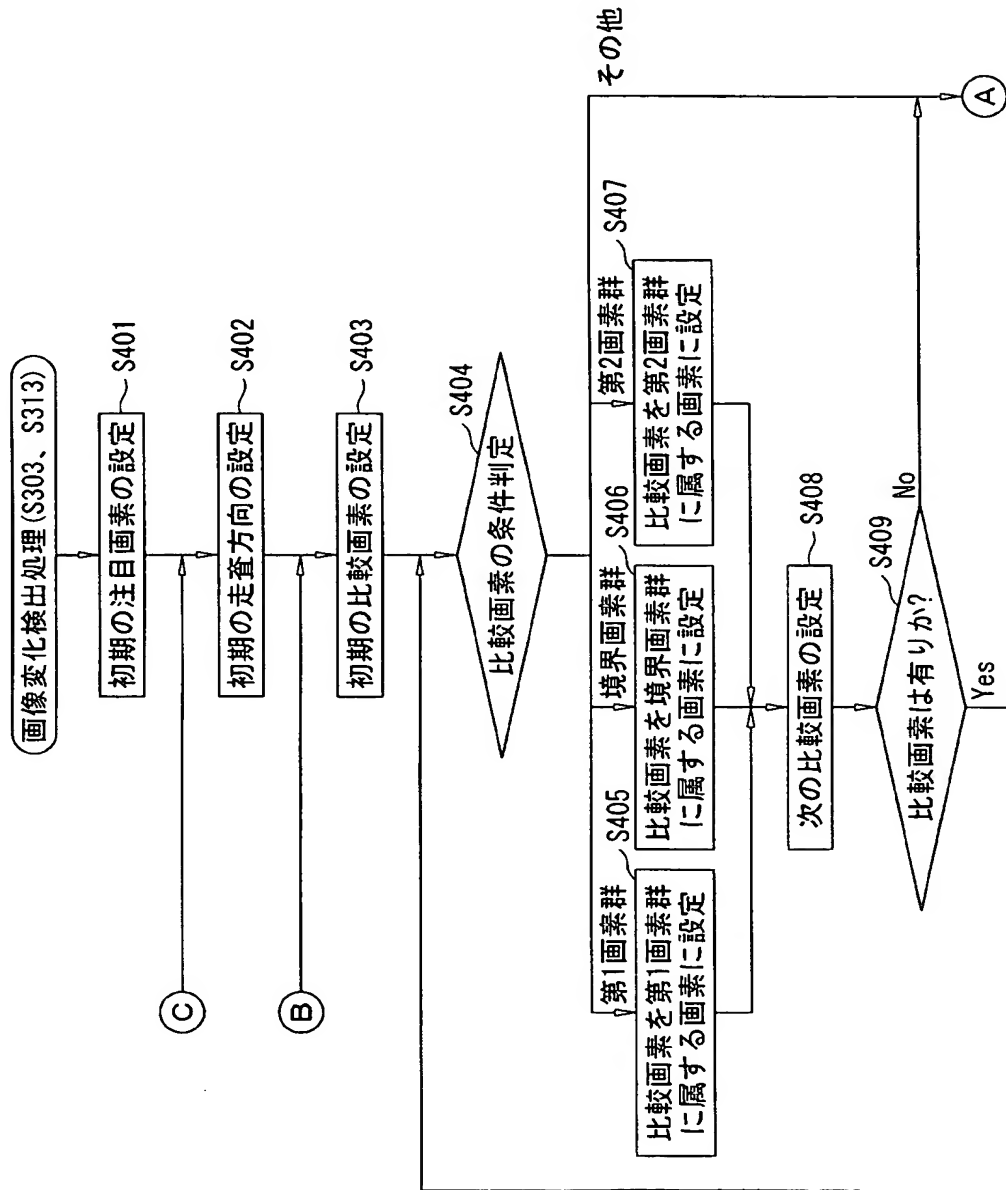 画像変化検出処理(S303、S313)
初期の注目画素の設定
S401
C
初期の走査方向の設定
S402
B
初期の比較画素の設定
S403
比較画素の条件判定
S404
第1画素群
境界画素群
第2画素群
その他
S405
比較画素を第1画素群
に属する画素に設定
S406
比較画素を境界画素群
に属する画素に設定
S407
比較画素を第2画素群
に属する画素に設定
次の比較画素の設定
S408
比較画素は有りか?
S409
No
Yes
A